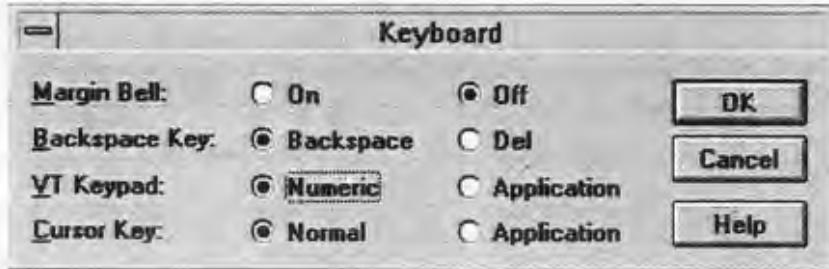 Keyboard
Margin Bell: On Off OK
Backspace Key: Backspace Del
Cancel
VT Keypad: Numeric Application
Cursor Key: Normal Application Help